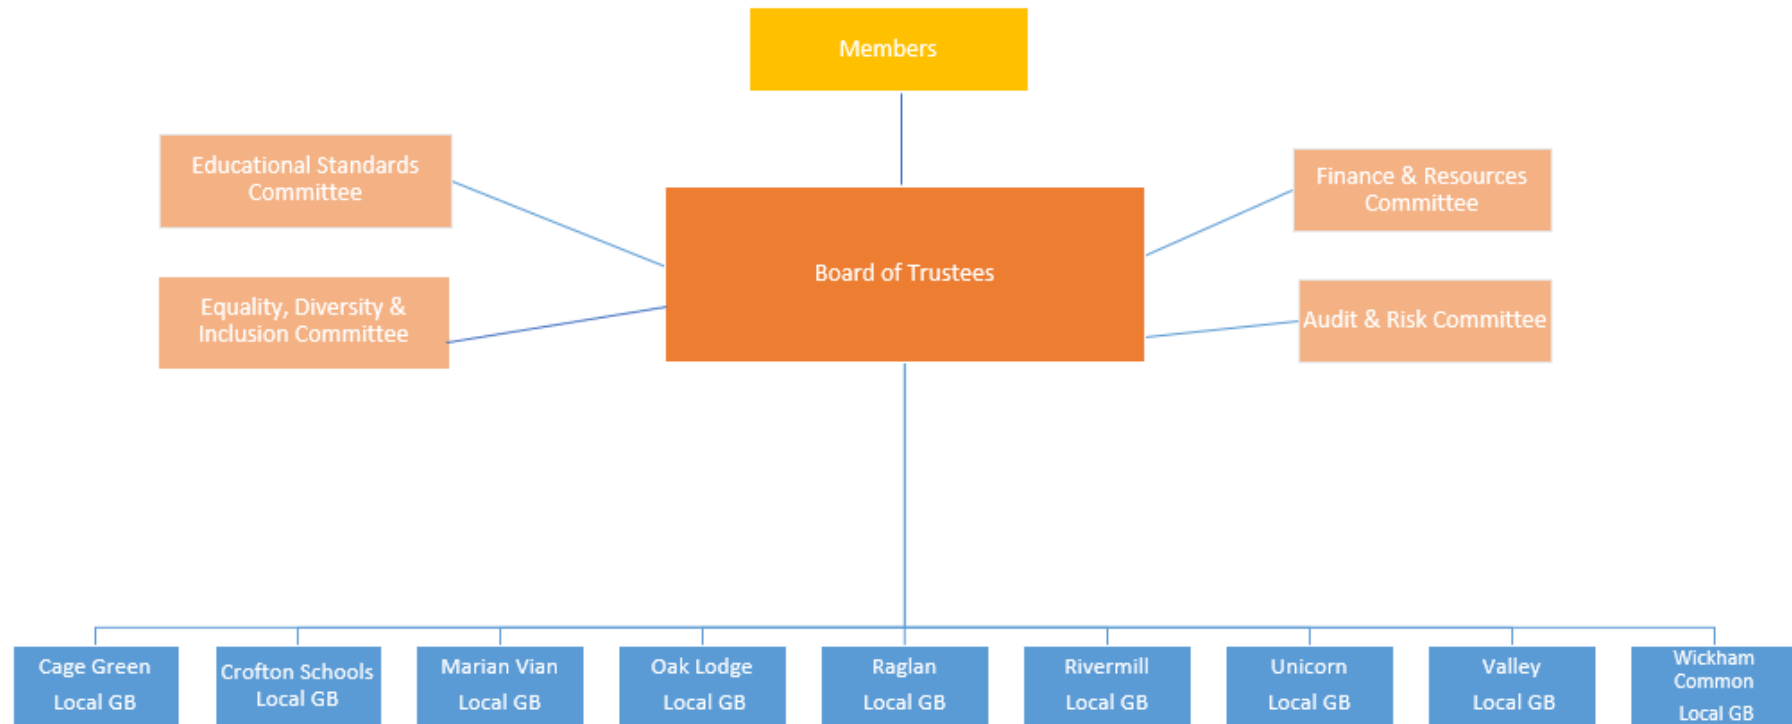 Members
Educational Standards
Committee
Finance & Resources
Committee
Board of Trustees
Equality, Diversity &
Inclusion Committee
Audit & Risk Committee
Cage Green
Local GB
Crofton Schools
Local GB
Marian Vian
Local GB
Oak Lodge
Local GB
Raglan
Local GB
Rivermill
Local GB
Unicorn
Local GB
Valley
Local GB
Wickham
Common
Local GB